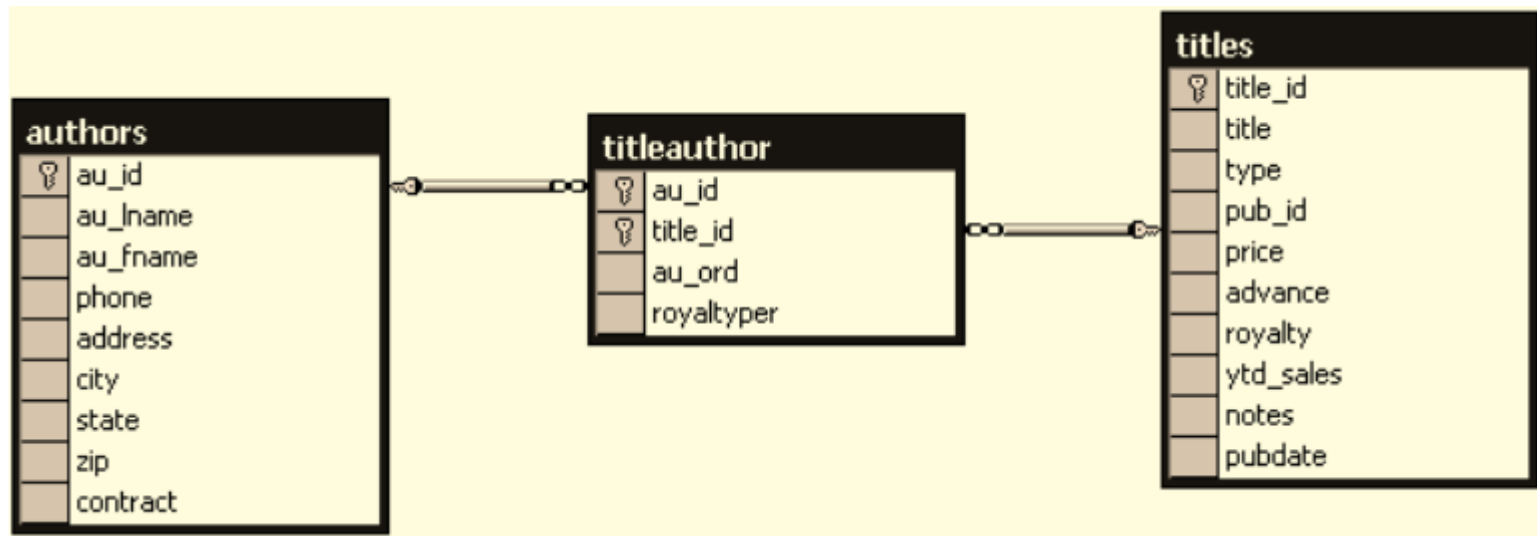 authors
au_id
au_lname
au_fname
phone
address
city
state
zip
contract
titleauthor
au_id
title_id
au_ord
royaltyper
titles
title_id
title
type
pub_id
price
advance
royalty
ytd_sales
notes
pubdate